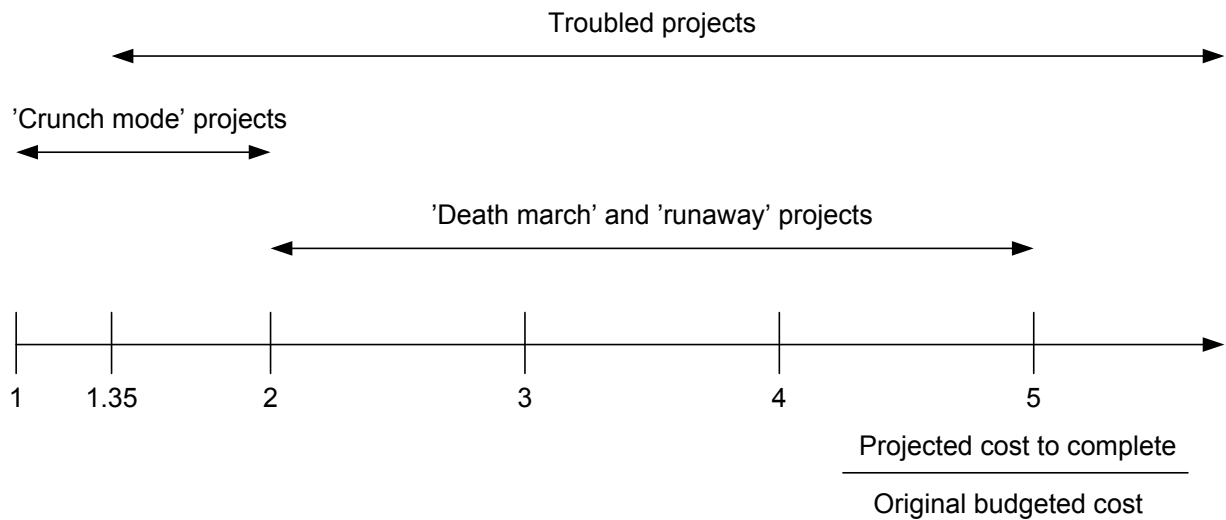 Troubled projects
’Crunch mode’ projects
’Death march’ and ’runaway’ projects
1 1.35 2 3 4 5
Projected cost to complete
Original budgeted cost